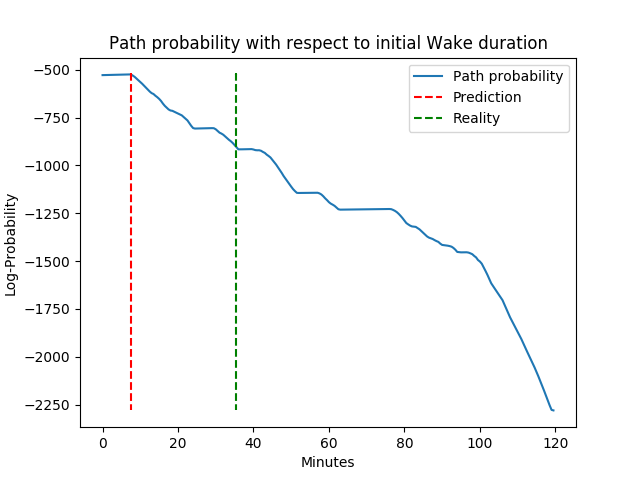 Path probability with respect to initial Wake duration
Path probability
Prediction
Reality
Log-Probability
−500
−750
−1000
−1250
−1500
−1750
−2000
−2250
0 20 40 60 80 100 120
Minutes